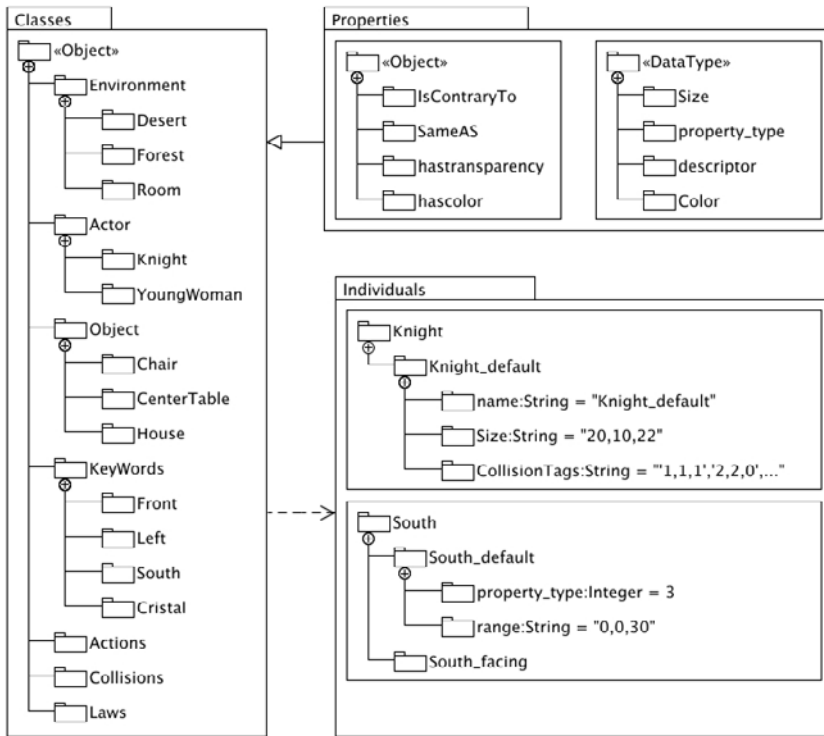 Classes
«Object»
Environment
Desert
Forest
Room
Actor
Knight
YoungWoman
Object
Chair
CenterTable
House
KeyWords
Front
Left
South
Cristal
Actions
Collisions
Laws
Properties
«Object»
IsContraryTo
SameAS
hastransparency
hascolor
«DataType»
Size
property_type
descriptor
Color
Individuals
Knight
Knight_default
name:String = "Knight_default"
Size:String = "20,10,22"
CollisionTags:String = "'1,1,1','2,2,0',..."
South
South_default
property_type:Integer = 3
range:String = "0,0,30"
South_facing